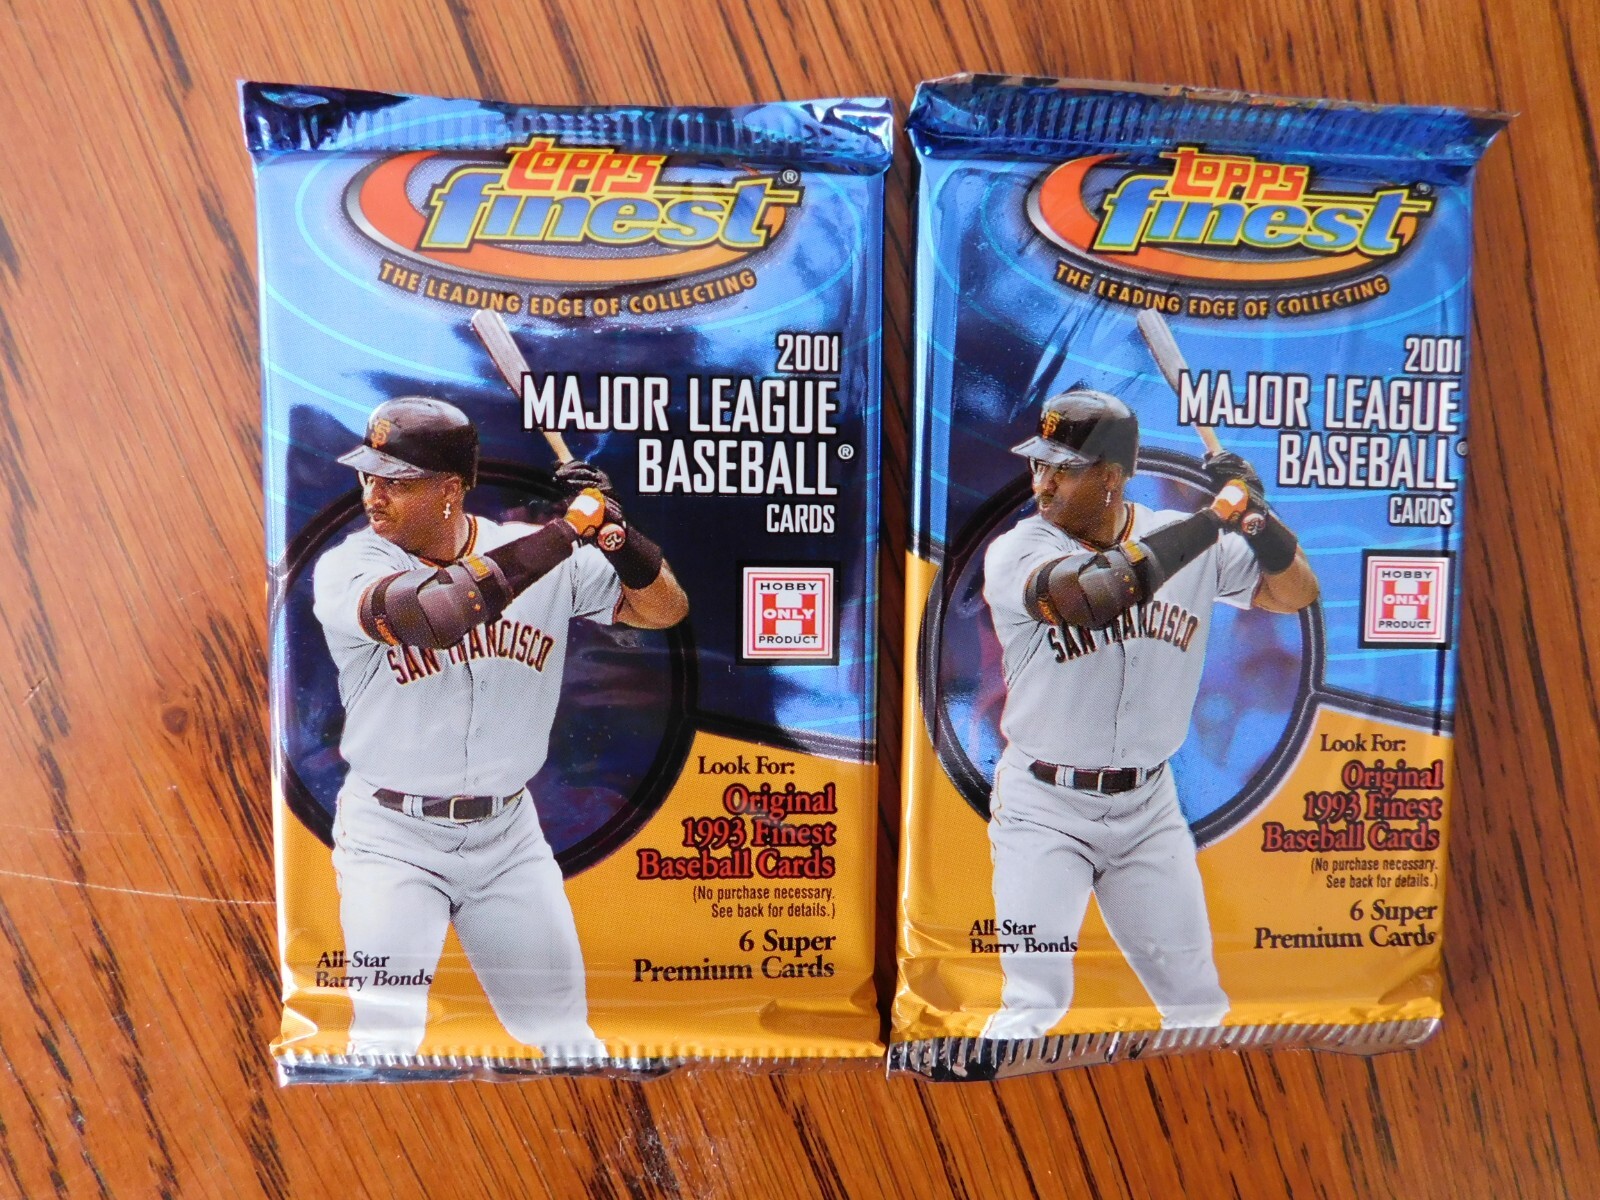 topps
finest®
THE LEADING EDGE OF COLLECTING
2001
MAJOR LEAGUE
BASEBALL®
CARDS
HOBBY
ONLY
PRODUCT
SAN FRANCISCO
Look For:
Original
1993 Finest
Baseball Cards
(No purchase necessary.
See back for details.)
6 Super
Premium Cards
All-Star
Barry Bonds
topps
finest®
THE LEADING EDGE OF COLLECTING
2001
MAJOR LEAGUE
BASEBALL®
CARDS
HOBBY
ONLY
PRODUCT
SAN FRANCISCO
Look For:
Original
1993 Finest
Baseball Cards
(No purchase necessary.
See back for details.)
6 Super
Premium Cards
All-Star
Barry Bonds